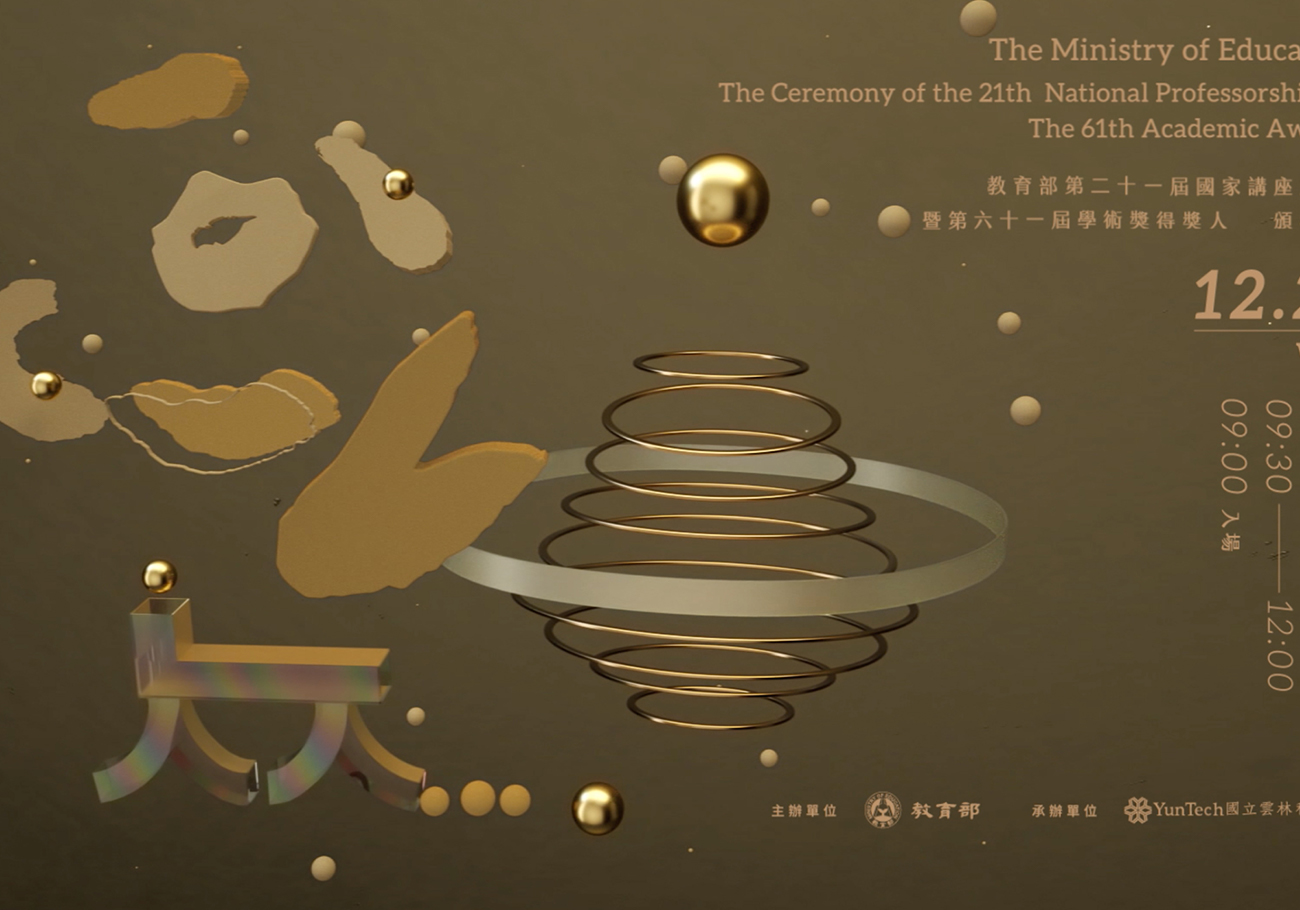 The Ministry of Educa
The Ceremony of the 21th National Professorshi
The 61th Academic Aw
教育部第二十一屆國家講座
暨第六十一屆學術獎得獎人 頒
12.2
09:30 — 12:00
09:00 入場
主辦單位 教育部 承辦單位 YunTech國立雲林科